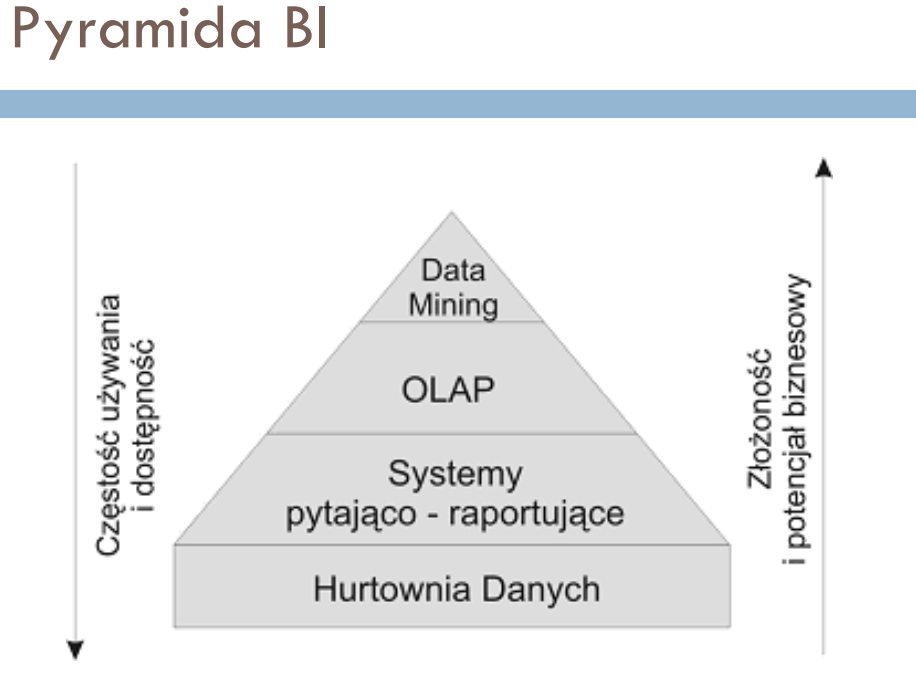 Pyramida BI
Częstość używania
i dostępność
Data
Mining
OLAP
Systemy
pytająco - raportujące
Hurtownia Danych
Złożoność
i potencjał biznesowy